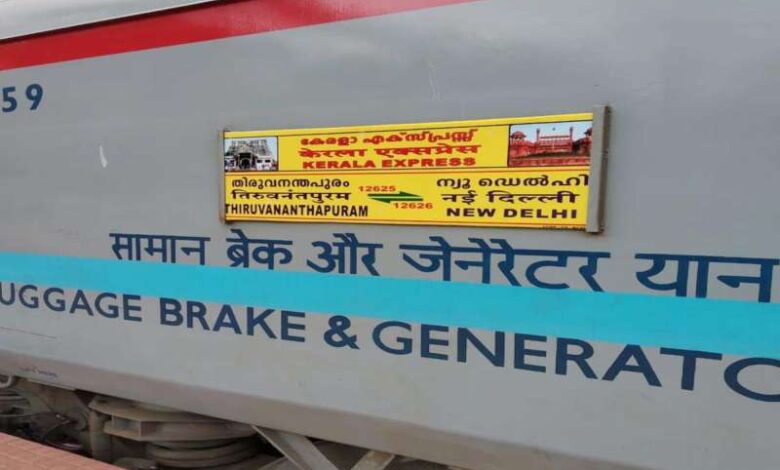 59
കേരളാ എക്സ്പ്രസ്സ്
केरला एक्सप्रेस
KERALA EXPRESS
തിരുവനന്തപുരം 12625 ന്യൂ ഡെൽഹി
तिरुवनंतपुरम नई दिल्ली
THIRUVANANTHAPURAM 12626 NEW DELHI
सामान ब्रेक और जेनेरेटर यान
UGGAGE BRAKE & GENERATO